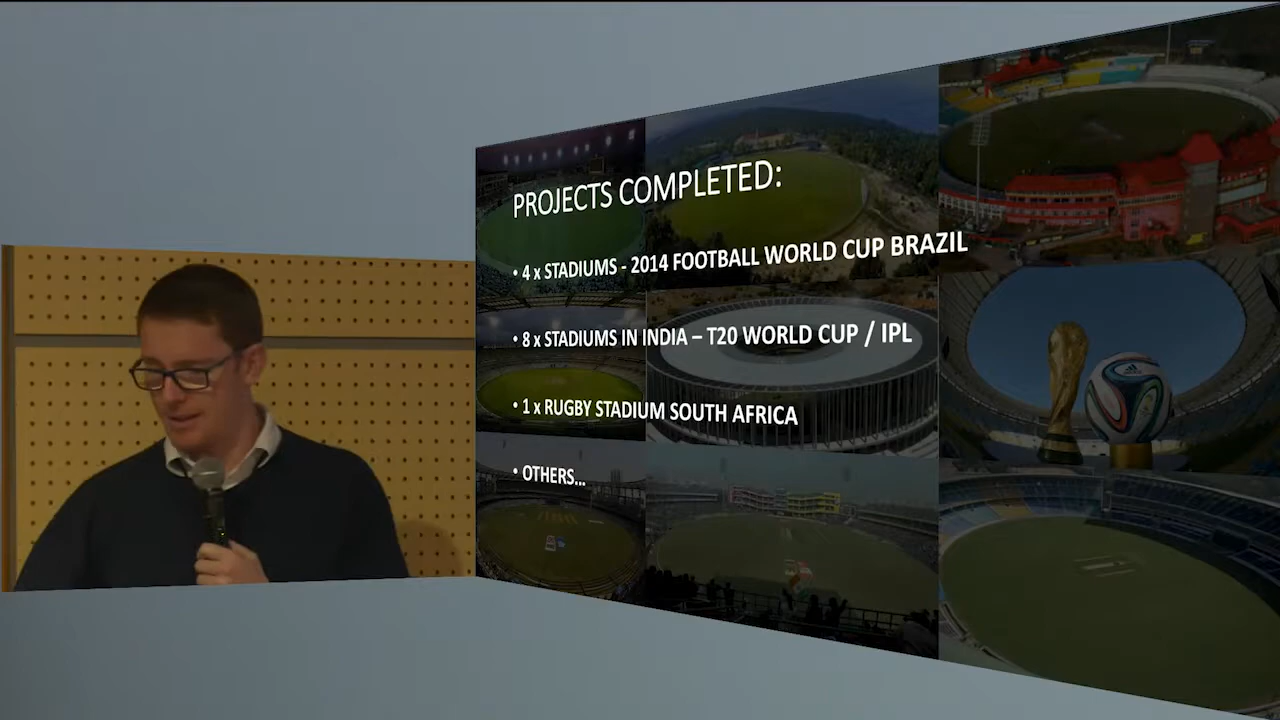 PROJECTS COMPLETED:
• 4 x STADIUMS - 2014 FOOTBALL WORLD CUP BRAZIL
• 8 x STADIUMS IN INDIA – T20 WORLD CUP / IPL
• 1 x RUGBY STADIUM SOUTH AFRICA
• OTHERS...